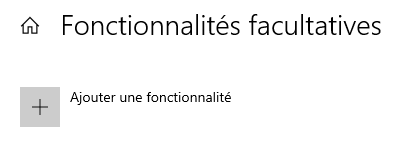 Fonctionnalités facultatives
Ajouter une fonctionnalité